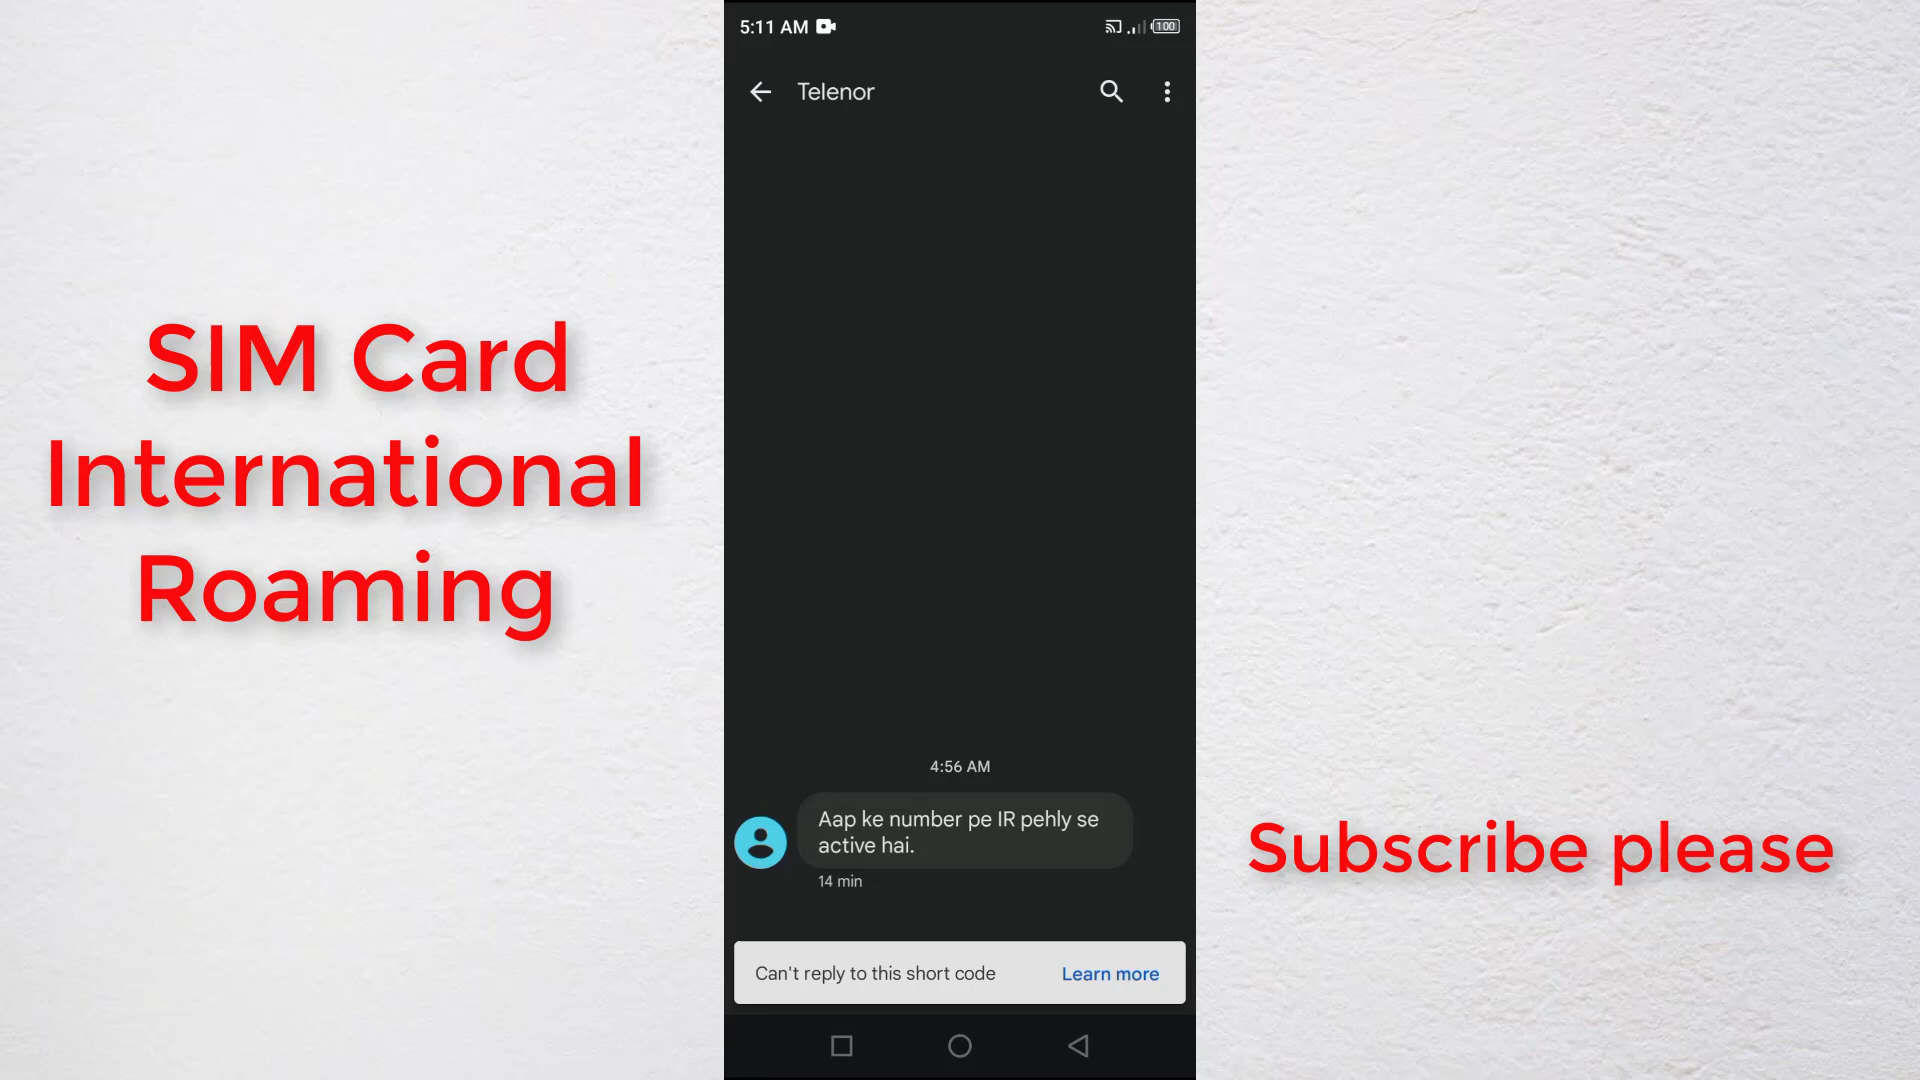 5:11 AM
100
Telenor
SIM Card
International
Roaming
4:56 AM
Aap ke number pe IR pehly se
active hai.
14 min
Subscribe please
Can't reply to this short code
Learn more